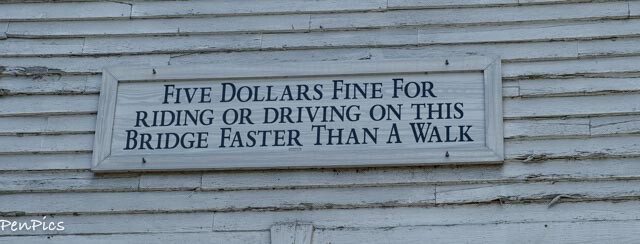 Five Dollars Fine For
riding or driving on this
Bridge Faster Than A Walk
PenPics